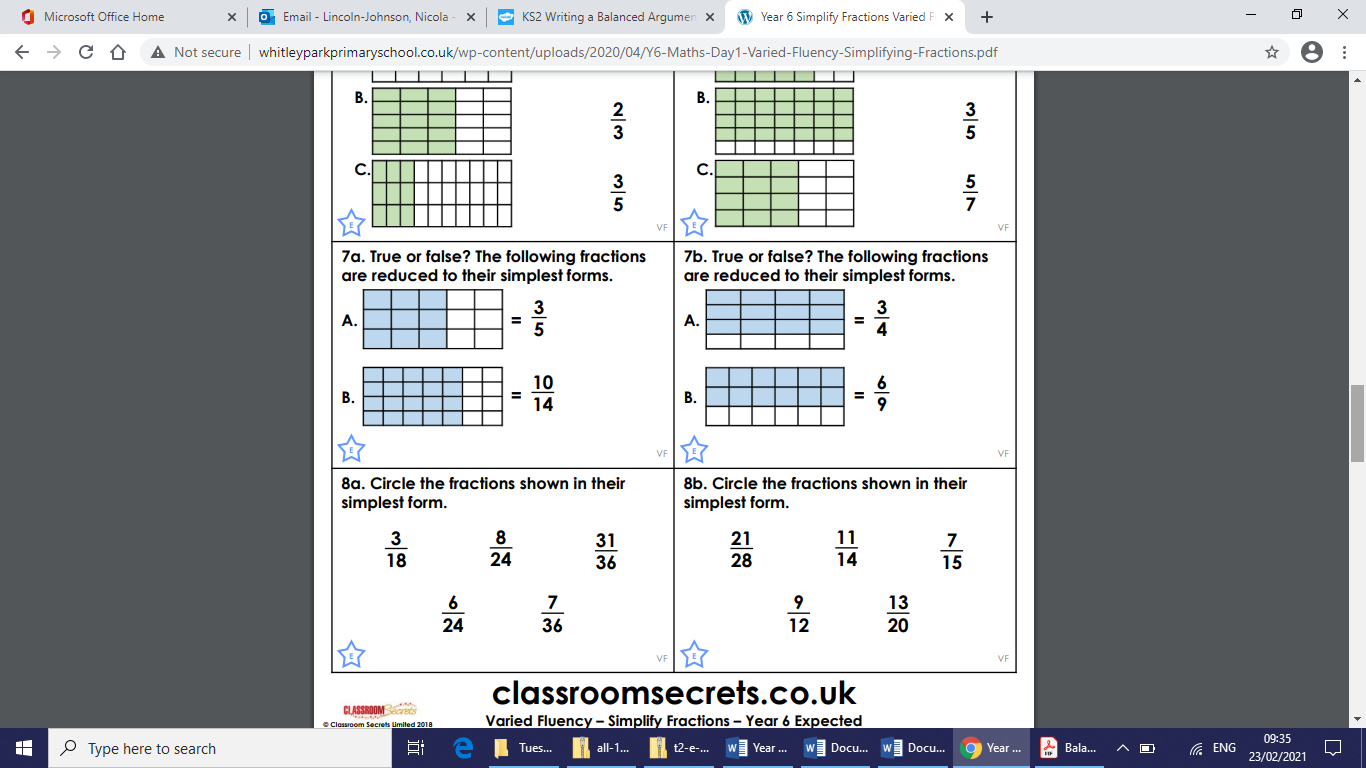 Microsoft Office Home
Email - Lincoln-Johnson, Nicola -
KS2 Writing a Balanced Argumen
Year 6 Simplify Fractions Varied F
Not secure
whitleyparkprimaryschool.co.uk/wp-content/uploads/2020/04/Y6-Maths-Day1-Varied-Fluency-Simplifying-Fractions.pdf
B.
2
3
C.
3
5
E
VF
B.
3
5
C.
5
7
E
VF
7a. True or false? The following fractions
are reduced to their simplest forms.
A.
= 3
5
B.
= 10
14
E
VF
7b. True or false? The following fractions
are reduced to their simplest forms.
A.
= 3
4
B.
= 6
9
E
VF
8a. Circle the fractions shown in their
simplest form.
3 8 31
18 24 36
6 7
24 36
E
VF
8b. Circle the fractions shown in their
simplest form.
21 11 7
28 14 15
9 13
12 20
E
VF
CLASSROOM Secrets
© Classroom Secrets Limited 2018
classroomsecrets.co.uk
Varied Fluency – Simplify Fractions – Year 6 Expected
Type here to search
Tues...
all-1...
t2-e-...
Year ...
Docu...
Docu...
Year ...
Bala...
ENG
09:35
23/02/2021